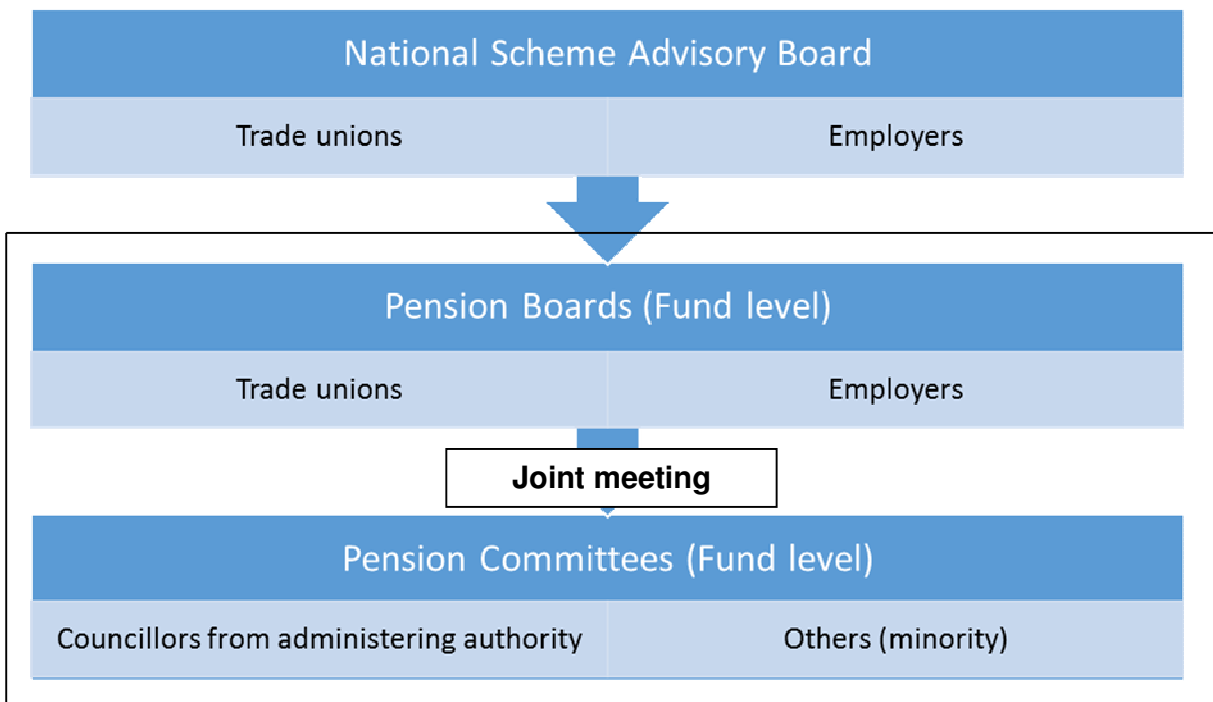 National Scheme Advisory Board
Trade unions
Employers
Pension Boards (Fund level)
Trade unions
Employers
Joint meeting
Pension Committees (Fund level)
Councillors from administering authority
Others (minority)